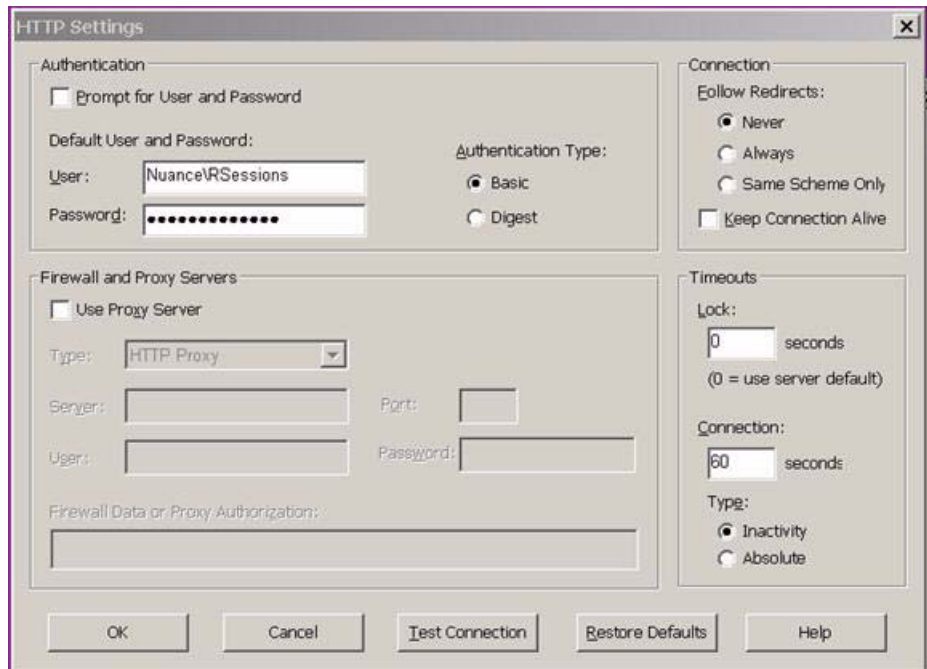 HTTP Settings
Authentication
Prompt for User and Password
Default User and Password:
User: Nuance\RSessions
Password: •••••••••••••
Authentication Type:
Basic
Digest
Connection
Follow Redirects:
Never
Always
Same Scheme Only
Keep Connection Alive
Firewall and Proxy Servers
Use Proxy Server
Type: HTTP Proxy
Server:
Port:
User:
Password:
Firewall Data or Proxy Authorization:
Timeouts
Lock:
0 seconds
(0 = use server default)
Connection:
60 seconds
Type:
Inactivity
Absolute
OK Cancel Test Connection Restore Defaults Help